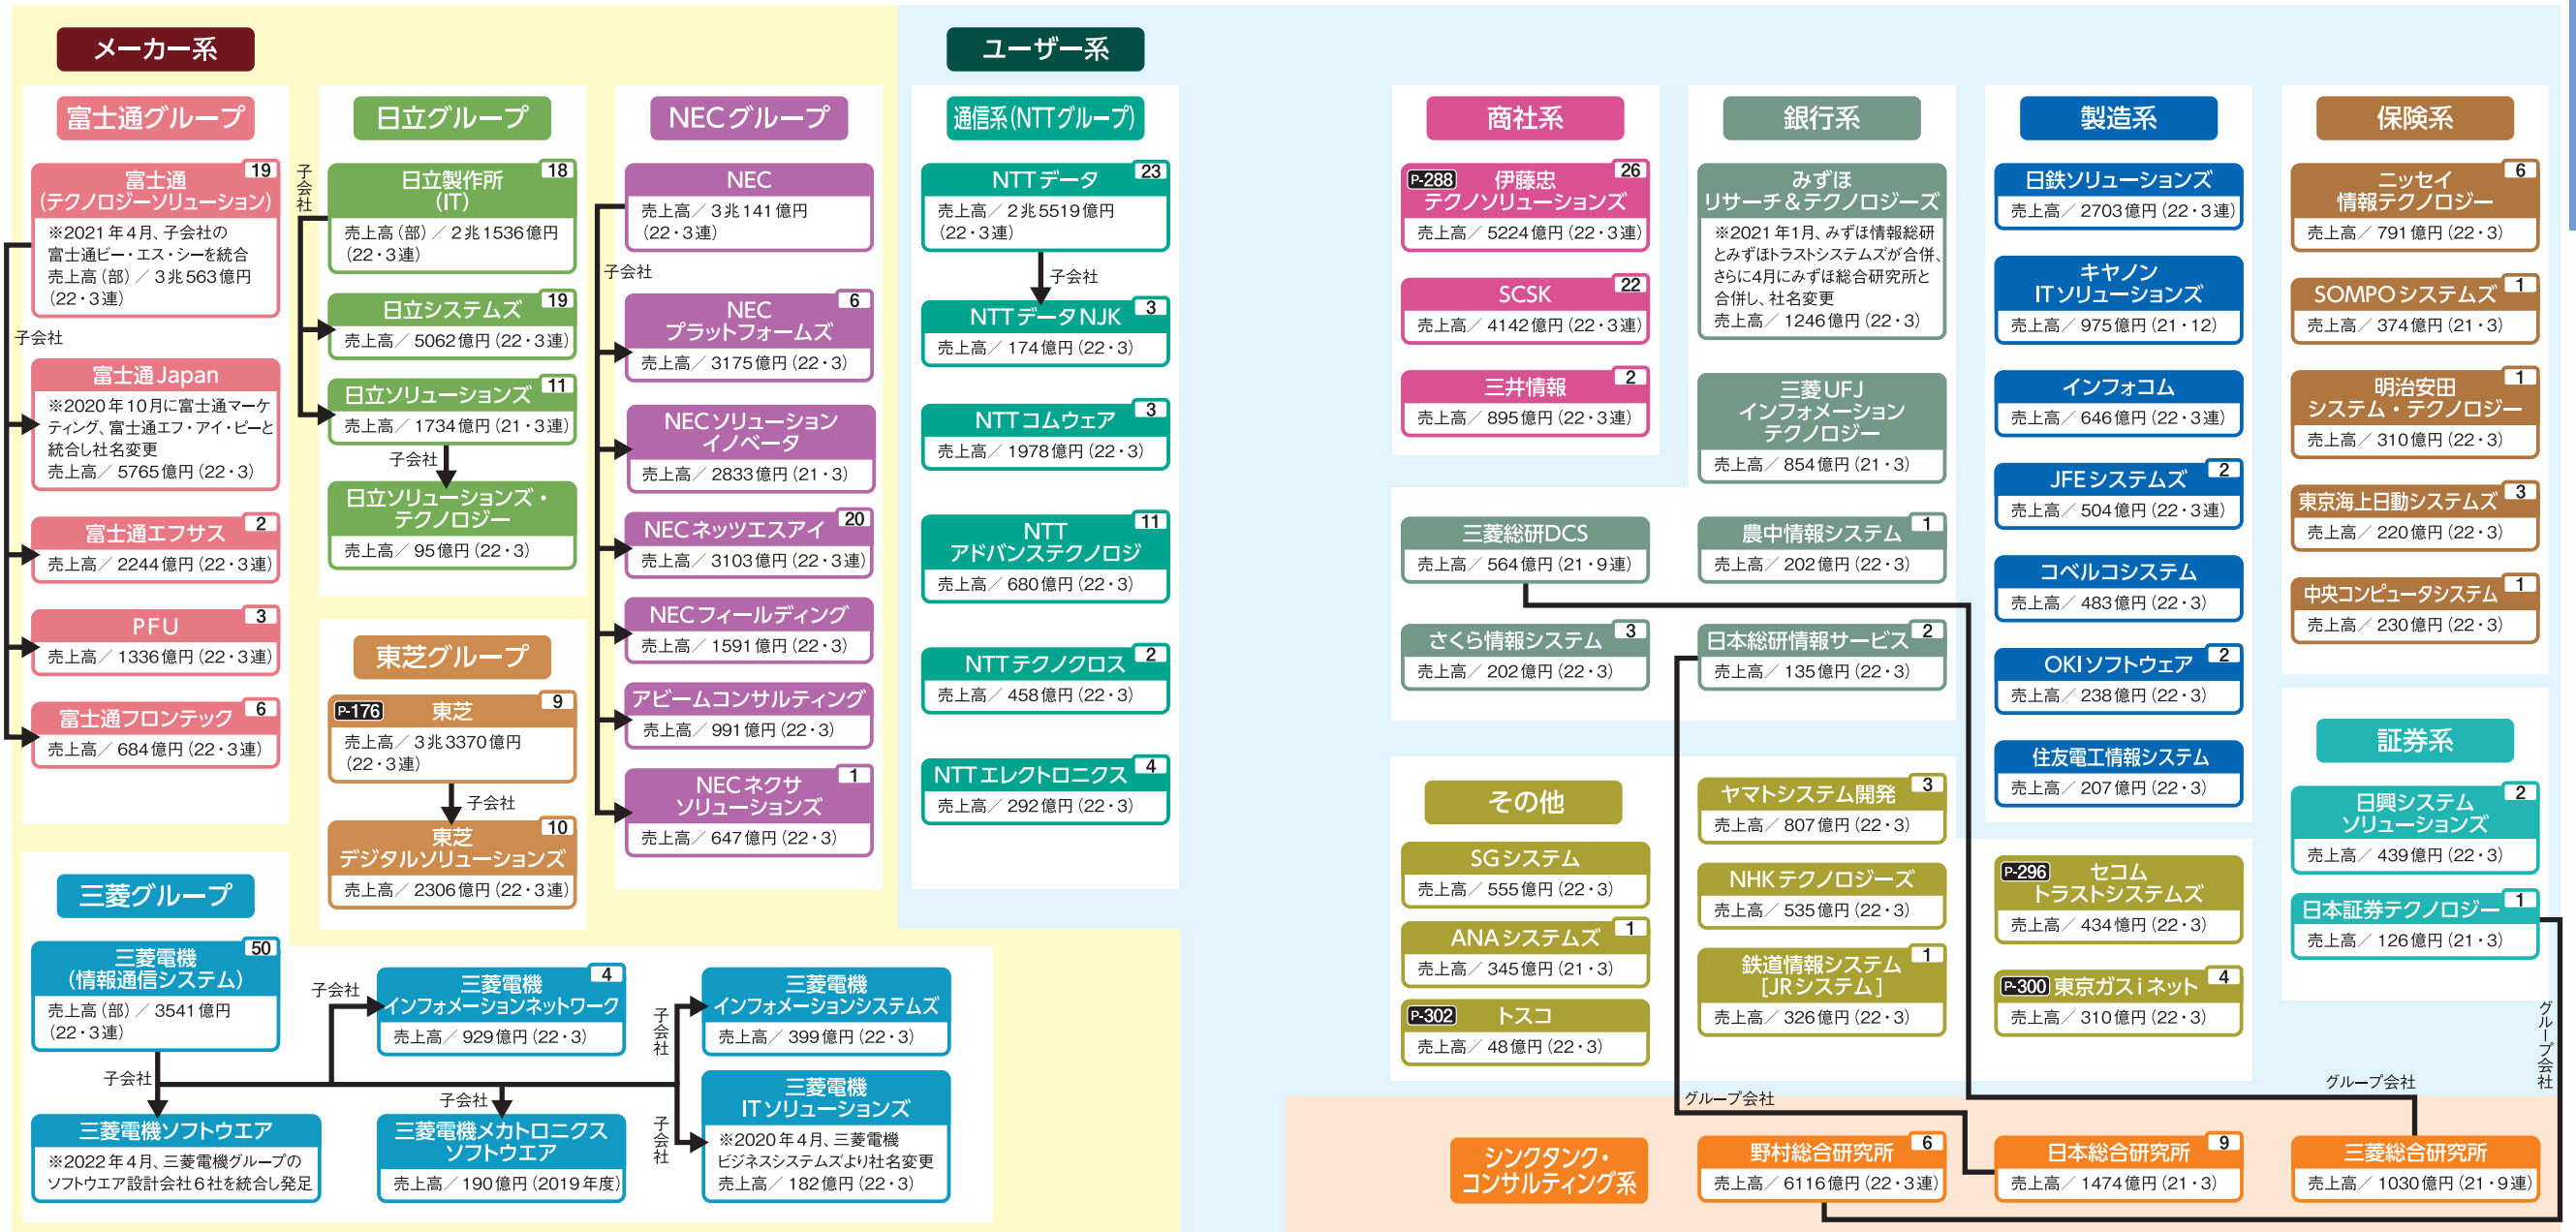 メーカー系
富士通グループ
富士通
(テクノロジーソリューション)
19
※2021年4月、子会社の
富士通ビー・エス・シーを統合
売上高(部)／3兆563億円
(22・3連)
子会社
富士通Japan
※2020年10月に富士通マーケ
ティング、富士通エフ・アイ・ピーと
統合し社名変更
売上高／5765億円(22・3)
富士通エフサス
2
売上高／2244億円(22・3連)
PFU
3
売上高／1336億円(22・3連)
富士通フロンテック
6
売上高／684億円(22・3連)
日立グループ
子会社
日立製作所
(IT)
18
売上高(部)／2兆1536億円
(22・3連)
日立システムズ
19
売上高／5062億円(22・3連)
日立ソリューションズ
11
売上高／1734億円(21・3連)
子会社
日立ソリューションズ・
テクノロジー
売上高／95億円(22・3)
東芝グループ
P-176
東芝
9
売上高／3兆3370億円
(22・3連)
子会社
東芝
デジタルソリューションズ
10
売上高／2306億円(22・3連)
NECグループ
NEC
売上高／3兆141億円
(22・3連)
子会社
NEC
プラットフォームズ
6
売上高／3175億円(22・3)
NECソリューション
イノベータ
売上高／2833億円(21・3)
NECネッツエスアイ
20
売上高／3103億円(22・3連)
NECフィールディング
売上高／1591億円(22・3)
アビームコンサルティング
売上高／991億円(22・3)
NECネクサ
ソリューションズ
1
売上高／647億円(22・3)
三菱グループ
三菱電機
(情報通信システム)
50
売上高(部)／3541億円
(22・3連)
子会社
三菱電機ソフトウエア
※2022年4月、三菱電機グループの
ソフトウエア設計会社6社を統合し発足
子会社
三菱電機
インフォメーションネットワーク
4
売上高／929億円(22・3)
子会社
三菱電機メカトロニクス
ソフトウエア
売上高／190億円(2019年度)
子会社
三菱電機
インフォメーションシステムズ
売上高／399億円(22・3)
子会社
三菱電機
ITソリューションズ
※2020年4月、三菱電機
ビジネスシステムズより社名変更
売上高／182億円(22・3)
ユーザー系
通信系(NTTグループ)
NTTデータ
23
売上高／2兆5519億円
(22・3連)
子会社
NTTデータNJK
3
売上高／174億円(22・3)
NTTコムウェア
3
売上高／1978億円(22・3)
NTT
アドバンステクノロジ
11
売上高／680億円(22・3)
NTTテクノクロス
2
売上高／458億円(22・3)
NTTエレクトロニクス
4
売上高／292億円(22・3)
商社系
P-288
伊藤忠
テクノソリューションズ
26
売上高／5224億円(22・3連)
SCSK
22
売上高／4142億円(22・3連)
三井情報
2
売上高／895億円(22・3連)
銀行系
みずほ
リサーチ＆テクノロジーズ
※2021年1月、みずほ情報総研
とみずほトラストシステムズが合併、
さらに4月にみずほ総合研究所と
合併し、社名変更
売上高／1246億円(22・3)
三菱UFJ
インフォメーション
テクノロジー
売上高／854億円(21・3)
三菱総研DCS
売上高／564億円(21・9連)
農中情報システム
1
売上高／202億円(22・3)
さくら情報システム
3
売上高／202億円(22・3)
日本総研情報サービス
2
売上高／135億円(22・3)
製造系
日鉄ソリューションズ
売上高／2703億円(22・3連)
キヤノン
ITソリューションズ
売上高／975億円(21・12)
インフォコム
売上高／646億円(22・3連)
JFEシステムズ
2
売上高／504億円(22・3連)
コベルコシステム
売上高／483億円(22・3)
OKIソフトウェア
2
売上高／238億円(22・3)
住友電工情報システム
売上高／207億円(22・3)
保険系
ニッセイ
情報テクノロジー
6
売上高／791億円(22・3)
SOMPOシステムズ
1
売上高／374億円(21・3)
明治安田
システム・テクノロジー
1
売上高／310億円(22・3)
東京海上日動システムズ
3
売上高／220億円(22・3)
中央コンピュータシステム
1
売上高／230億円(22・3)
証券系
日興システム
ソリューションズ
2
売上高／439億円(22・3)
日本証券テクノロジー
1
売上高／126億円(21・3)
その他
SGシステム
売上高／555億円(22・3)
ANAシステムズ
1
売上高／345億円(21・3)
P-302
トスコ
売上高／48億円(22・3)
ヤマトシステム開発
3
売上高／807億円(22・3)
NHKテクノロジーズ
売上高／535億円(22・3)
鉄道情報システム
[JRシステム]
1
売上高／326億円(22・3)
P-296
セコム
トラストシステムズ
売上高／434億円(22・3)
P-300
東京ガスiネット
4
売上高／310億円(22・3)
グループ会社
グループ会社
グループ会社
シンクタンク・
コンサルティング系
野村総合研究所
6
売上高／6116億円(22・3連)
日本総合研究所
9
売上高／1474億円(21・3)
三菱総合研究所
売上高／1030億円(21・9連)